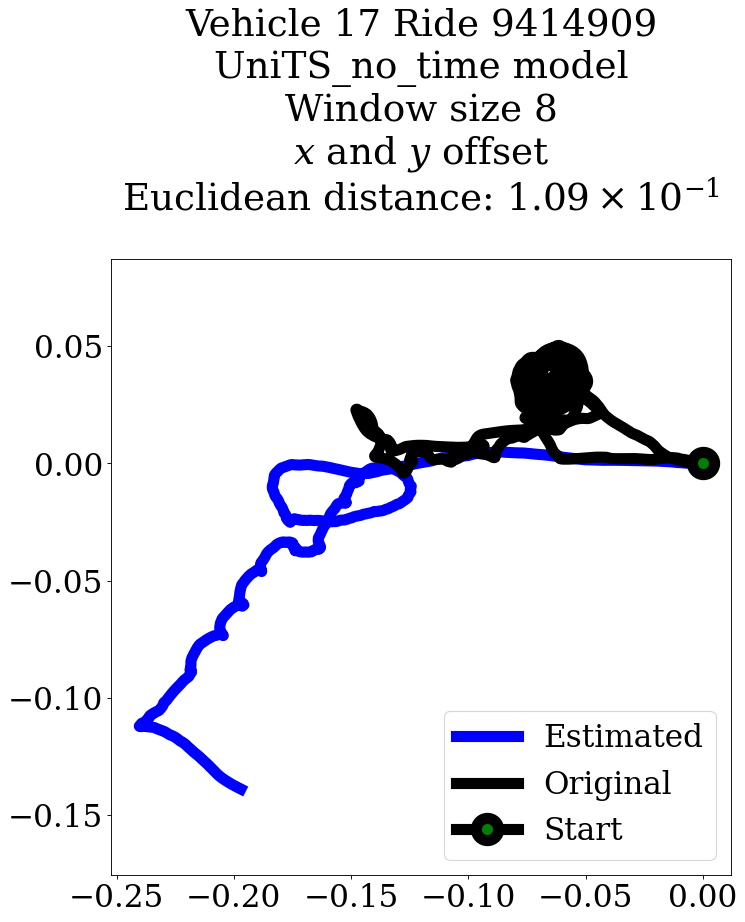 Vehicle 17 Ride 9414909
UniTS_no_time model
Window size 8
x and y offset
Euclidean distance: 1.09 × 10⁻¹
0.05
0.00
−0.05
−0.10
−0.15
−0.25 −0.20 −0.15 −0.10 −0.05 0.00
Estimated
Original
Start